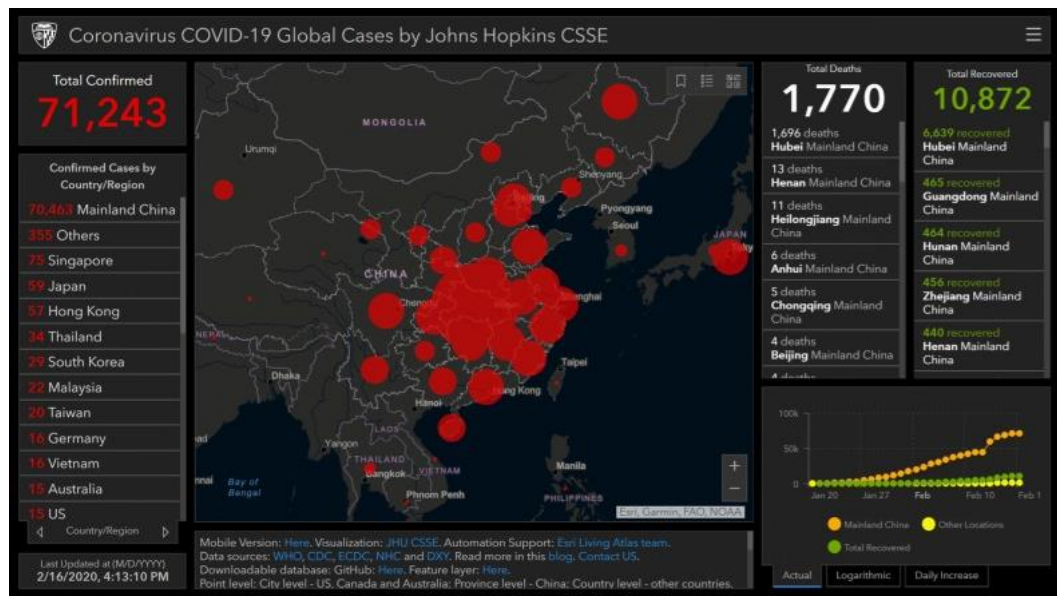 Coronavirus COVID-19 Global Cases by Johns Hopkins CSSE
Total Confirmed
71,243
Confirmed Cases by
Country/Region
70,463 Mainland China
355 Others
75 Singapore
59 Japan
57 Hong Kong
34 Thailand
29 South Korea
22 Malaysia
20 Taiwan
16 Germany
16 Vietnam
15 Australia
15 US
Country/Region
Last Updated at (M/D/YYYY)
2/16/2020, 4:13:10 PM
MONGOLIA
Urumqi
Shenyang
Beijing
Pyongyang
Seoul
JAPAN
CHINA
NEPAL
Dhaka
Taipei
Hong Kong
Hanoi
LAOS
Yangon
THAILAND
Bangkok
VIETNAM
Manila
Bay of
Bengal
Phnom Penh
PHILIPPINES
+
−
Esri, Garmin, FAO, NOAA
Mobile Version: Here. Visualization: JHU CSSE. Automation Support: Esri Living Atlas team.
Data sources: WHO, CDC, ECDC, NHC and DXY. Read more in this blog. Contact US.
Downloadable database: GitHub: Here. Feature layer: Here.
Point level: City level - US, Canada and Australia; Province level - China; Country level - other countries.
Total Deaths
1,770
1,696 deaths
Hubei Mainland China
13 deaths
Henan Mainland China
11 deaths
Heilongjiang Mainland
China
6 deaths
Anhui Mainland China
5 deaths
Chongqing Mainland
China
4 deaths
Beijing Mainland China
4 deaths
Total Recovered
10,872
6,639 recovered
Hubei Mainland
China
465 recovered
Guangdong Mainland
China
464 recovered
Hunan Mainland
China
456 recovered
Zhejiang Mainland
China
440 recovered
Henan Mainland
China
100k
50k
0
Jan 20 Jan 27 Feb Feb 10 Feb 1
Mainland China Other Locations
Total Recovered
Actual Logarithmic Daily Increase